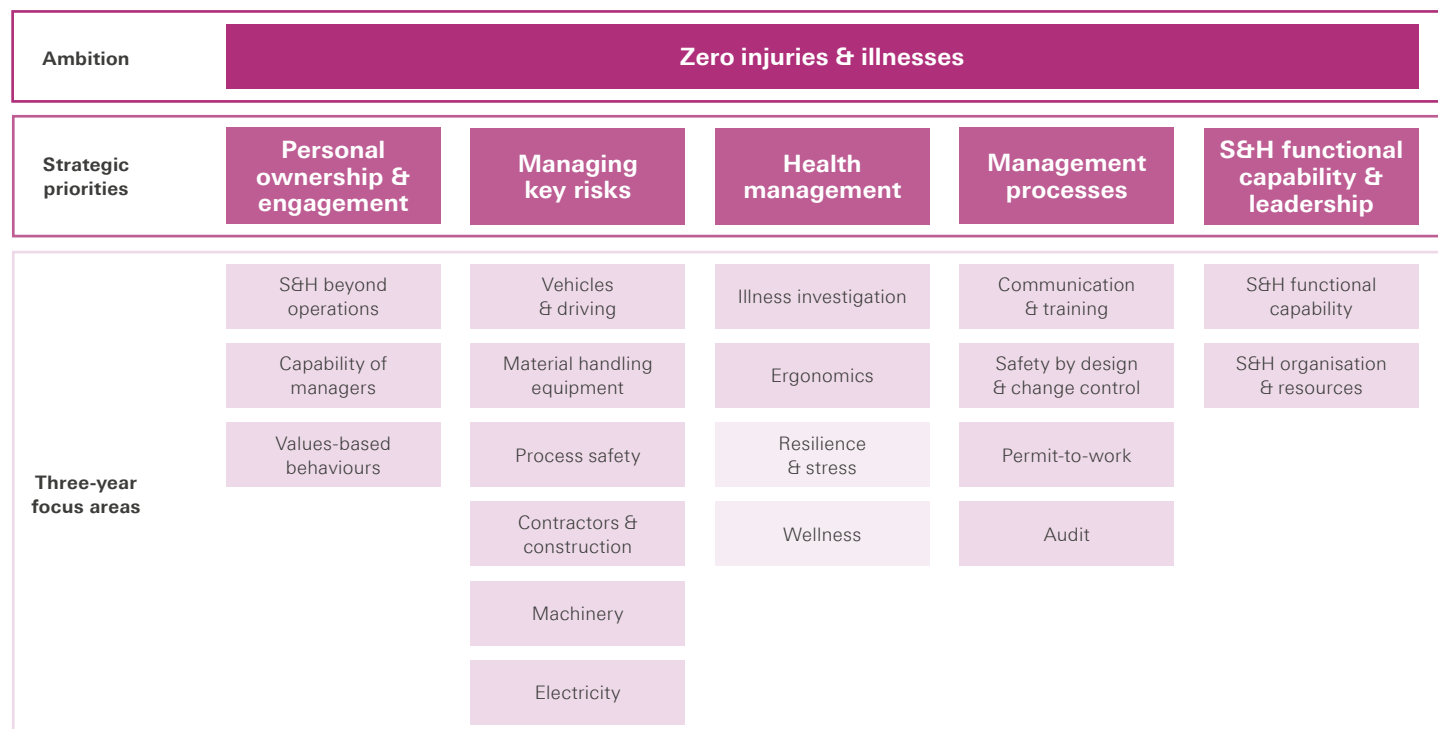 Ambition
Zero injuries & illnesses
Strategic
priorities
Personal
ownership &
engagement
Managing
key risks
Health
management
Management
processes
S&H functional
capability &
leadership
Three-year
focus areas
S&H beyond
operations
Capability of
managers
Values-based
behaviours
Vehicles
& driving
Material handling
equipment
Process safety
Contractors &
construction
Machinery
Electricity
Illness investigation
Ergonomics
Resilience
& stress
Wellness
Communication
& training
Safety by design
& change control
Permit-to-work
Audit
S&H functional
capability
S&H organisation
& resources